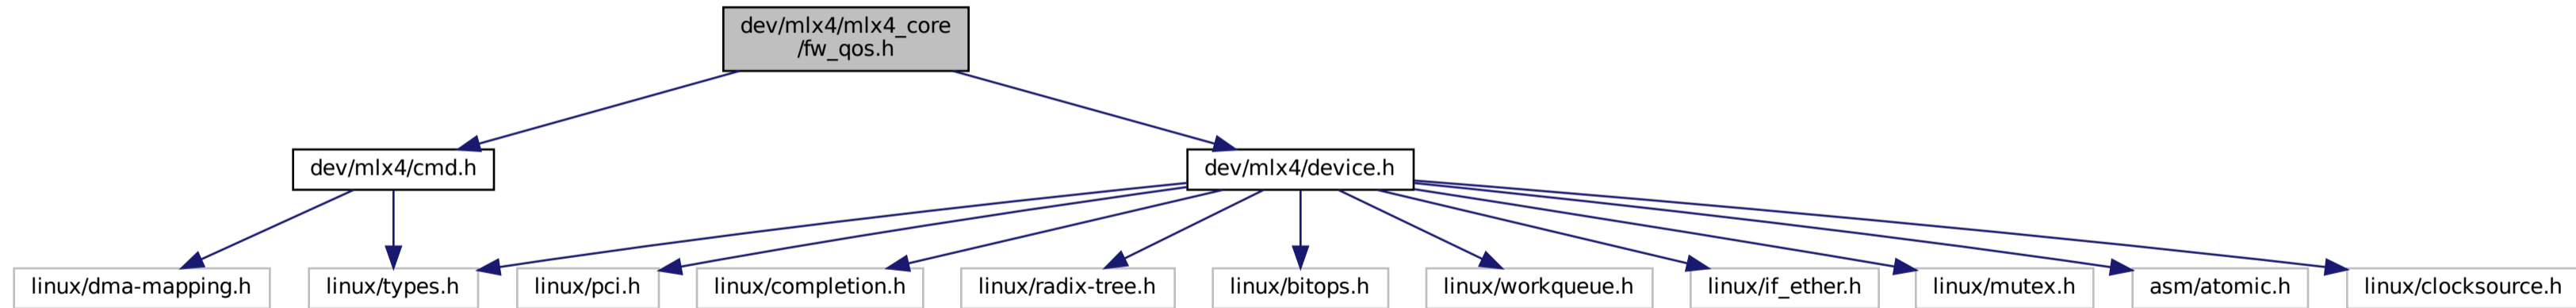 dev/mlx4/mlx4_core
/fw_qos.h
dev/mlx4/cmd.h
dev/mlx4/device.h
linux/dma-mapping.h
linux/types.h
linux/pci.h
linux/completion.h
linux/radix-tree.h
linux/bitops.h
linux/workqueue.h
linux/if_ether.h
linux/mutex.h
asm/atomic.h
linux/clocksource.h